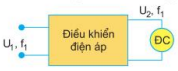 U₂, f₁
Điều khiển
điện áp
U₁, f₁
ĐC